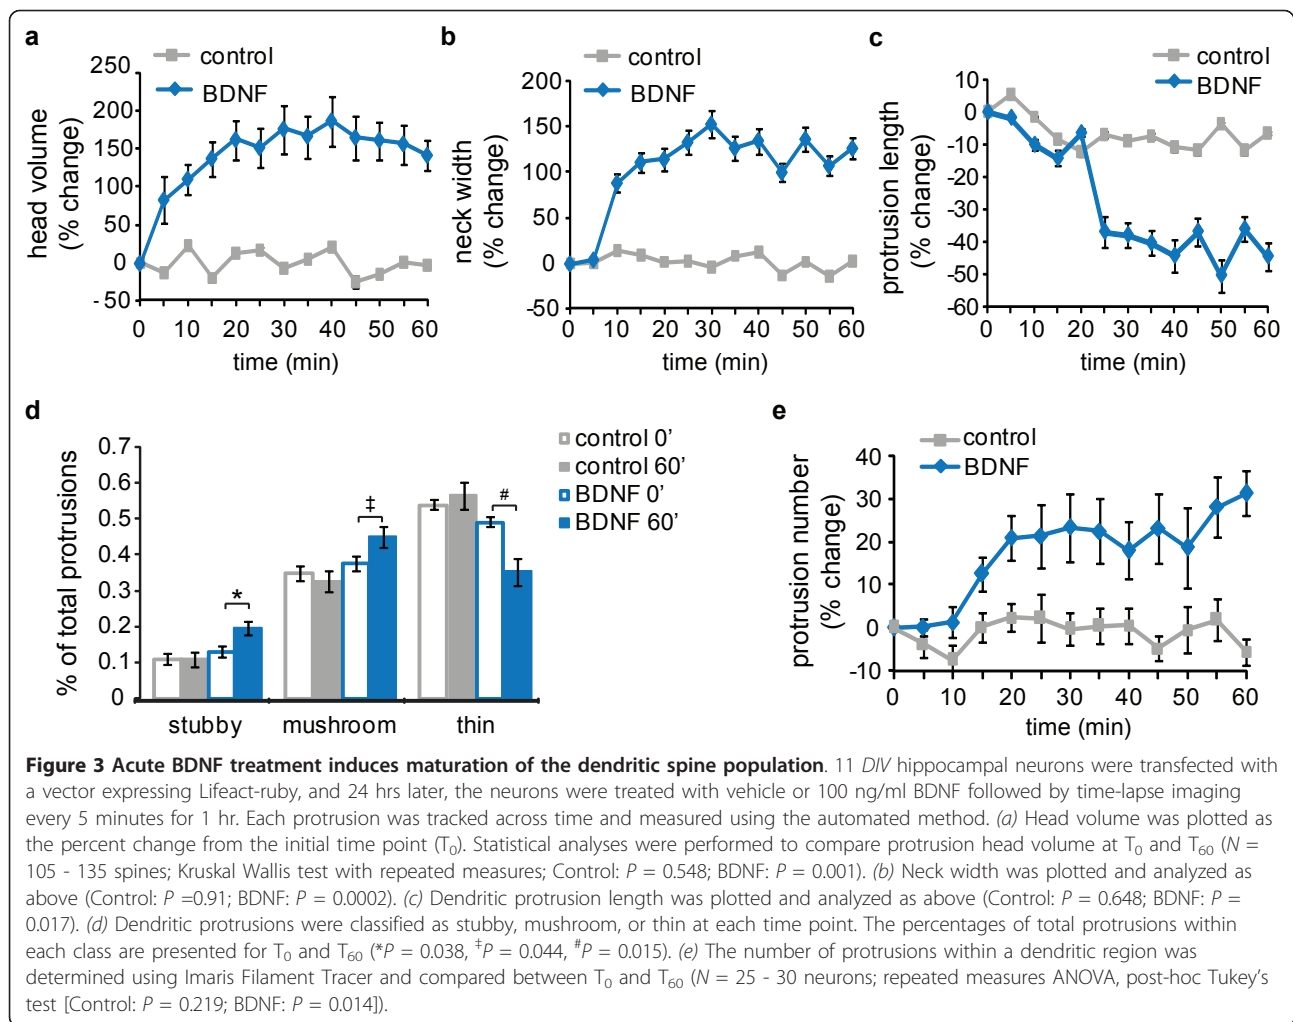 a
control
BDNF
head volume
(% change)
250
200
150
100
50
0
-50
0 10 20 30 40 50 60
time (min)
b
control
BDNF
neck width
(% change)
200
150
100
50
0
-50
0 10 20 30 40 50 60
time (min)
c
control
BDNF
protrusion length
(% change)
10
0
-10
-20
-30
-40
-50
-60
0 10 20 30 40 50 60
time (min)
d
% of total protrusions
0.7
0.6
0.5
0.4
0.3
0.2
0.1
0
* ‡ #
stubby mushroom thin
control 0'
control 60'
BDNF 0'
BDNF 60'
e
control
BDNF
protrusion number
(% change)
40
30
20
10
0
-10
0 10 20 30 40 50 60
time (min)
Figure 3 Acute BDNF treatment induces maturation of the dendritic spine population. 11 DIV hippocampal neurons were transfected with
a vector expressing Lifeact-ruby, and 24 hrs later, the neurons were treated with vehicle or 100 ng/ml BDNF followed by time-lapse imaging
every 5 minutes for 1 hr. Each protrusion was tracked across time and measured using the automated method. (a) Head volume was plotted as
the percent change from the initial time point (T0). Statistical analyses were performed to compare protrusion head volume at T0 and T60 (N =
105 - 135 spines; Kruskal Wallis test with repeated measures; Control: P = 0.548; BDNF: P = 0.001). (b) Neck width was plotted and analyzed as
above (Control: P =0.91; BDNF: P = 0.0002). (c) Dendritic protrusion length was plotted and analyzed as above (Control: P = 0.648; BDNF: P =
0.017). (d) Dendritic protrusions were classified as stubby, mushroom, or thin at each time point. The percentages of total protrusions within
each class are presented for T0 and T60 (*P = 0.038, ‡P = 0.044, #P = 0.015). (e) The number of protrusions within a dendritic region was
determined using Imaris Filament Tracer and compared between T0 and T60 (N = 25 - 30 neurons; repeated measures ANOVA, post-hoc Tukey's
test [Control: P = 0.219; BDNF: P = 0.014]).